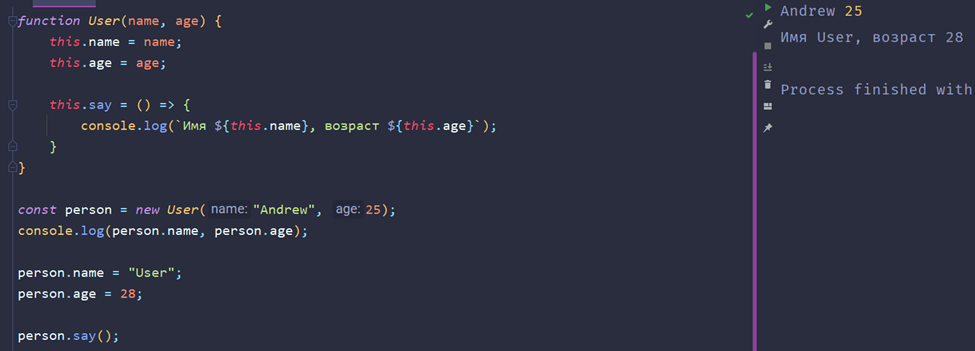 function User(name, age) {
    this.name = name;
    this.age = age;

    this.say = () => {
        console.log(`Имя ${this.name}, возраст ${this.age}`);
    }
}

const person = new User( name: "Andrew", age: 25);
console.log(person.name, person.age);

person.name = "User";
person.age = 28;

person.say();
Andrew 25
Имя User, возраст 28

Process finished with